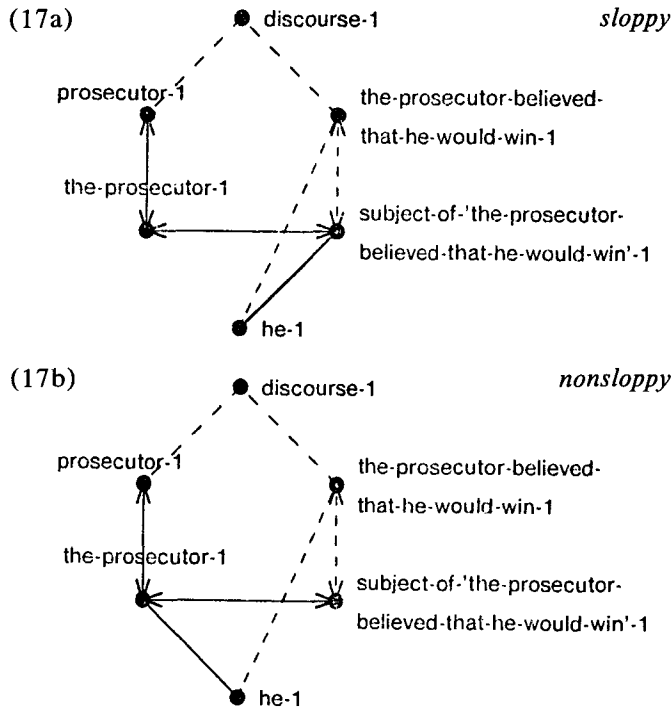 (17a) sloppy
discourse-1
prosecutor-1
the-prosecutor-believed-
that-he-would-win-1
the-prosecutor-1
subject-of-'the-prosecutor-
believed-that-he-would-win'-1
he-1
(17b) nonsloppy
discourse-1
prosecutor-1
the-prosecutor-believed-
that-he-would-win-1
the-prosecutor-1
subject-of-'the-prosecutor-
believed-that-he-would-win'-1
he-1